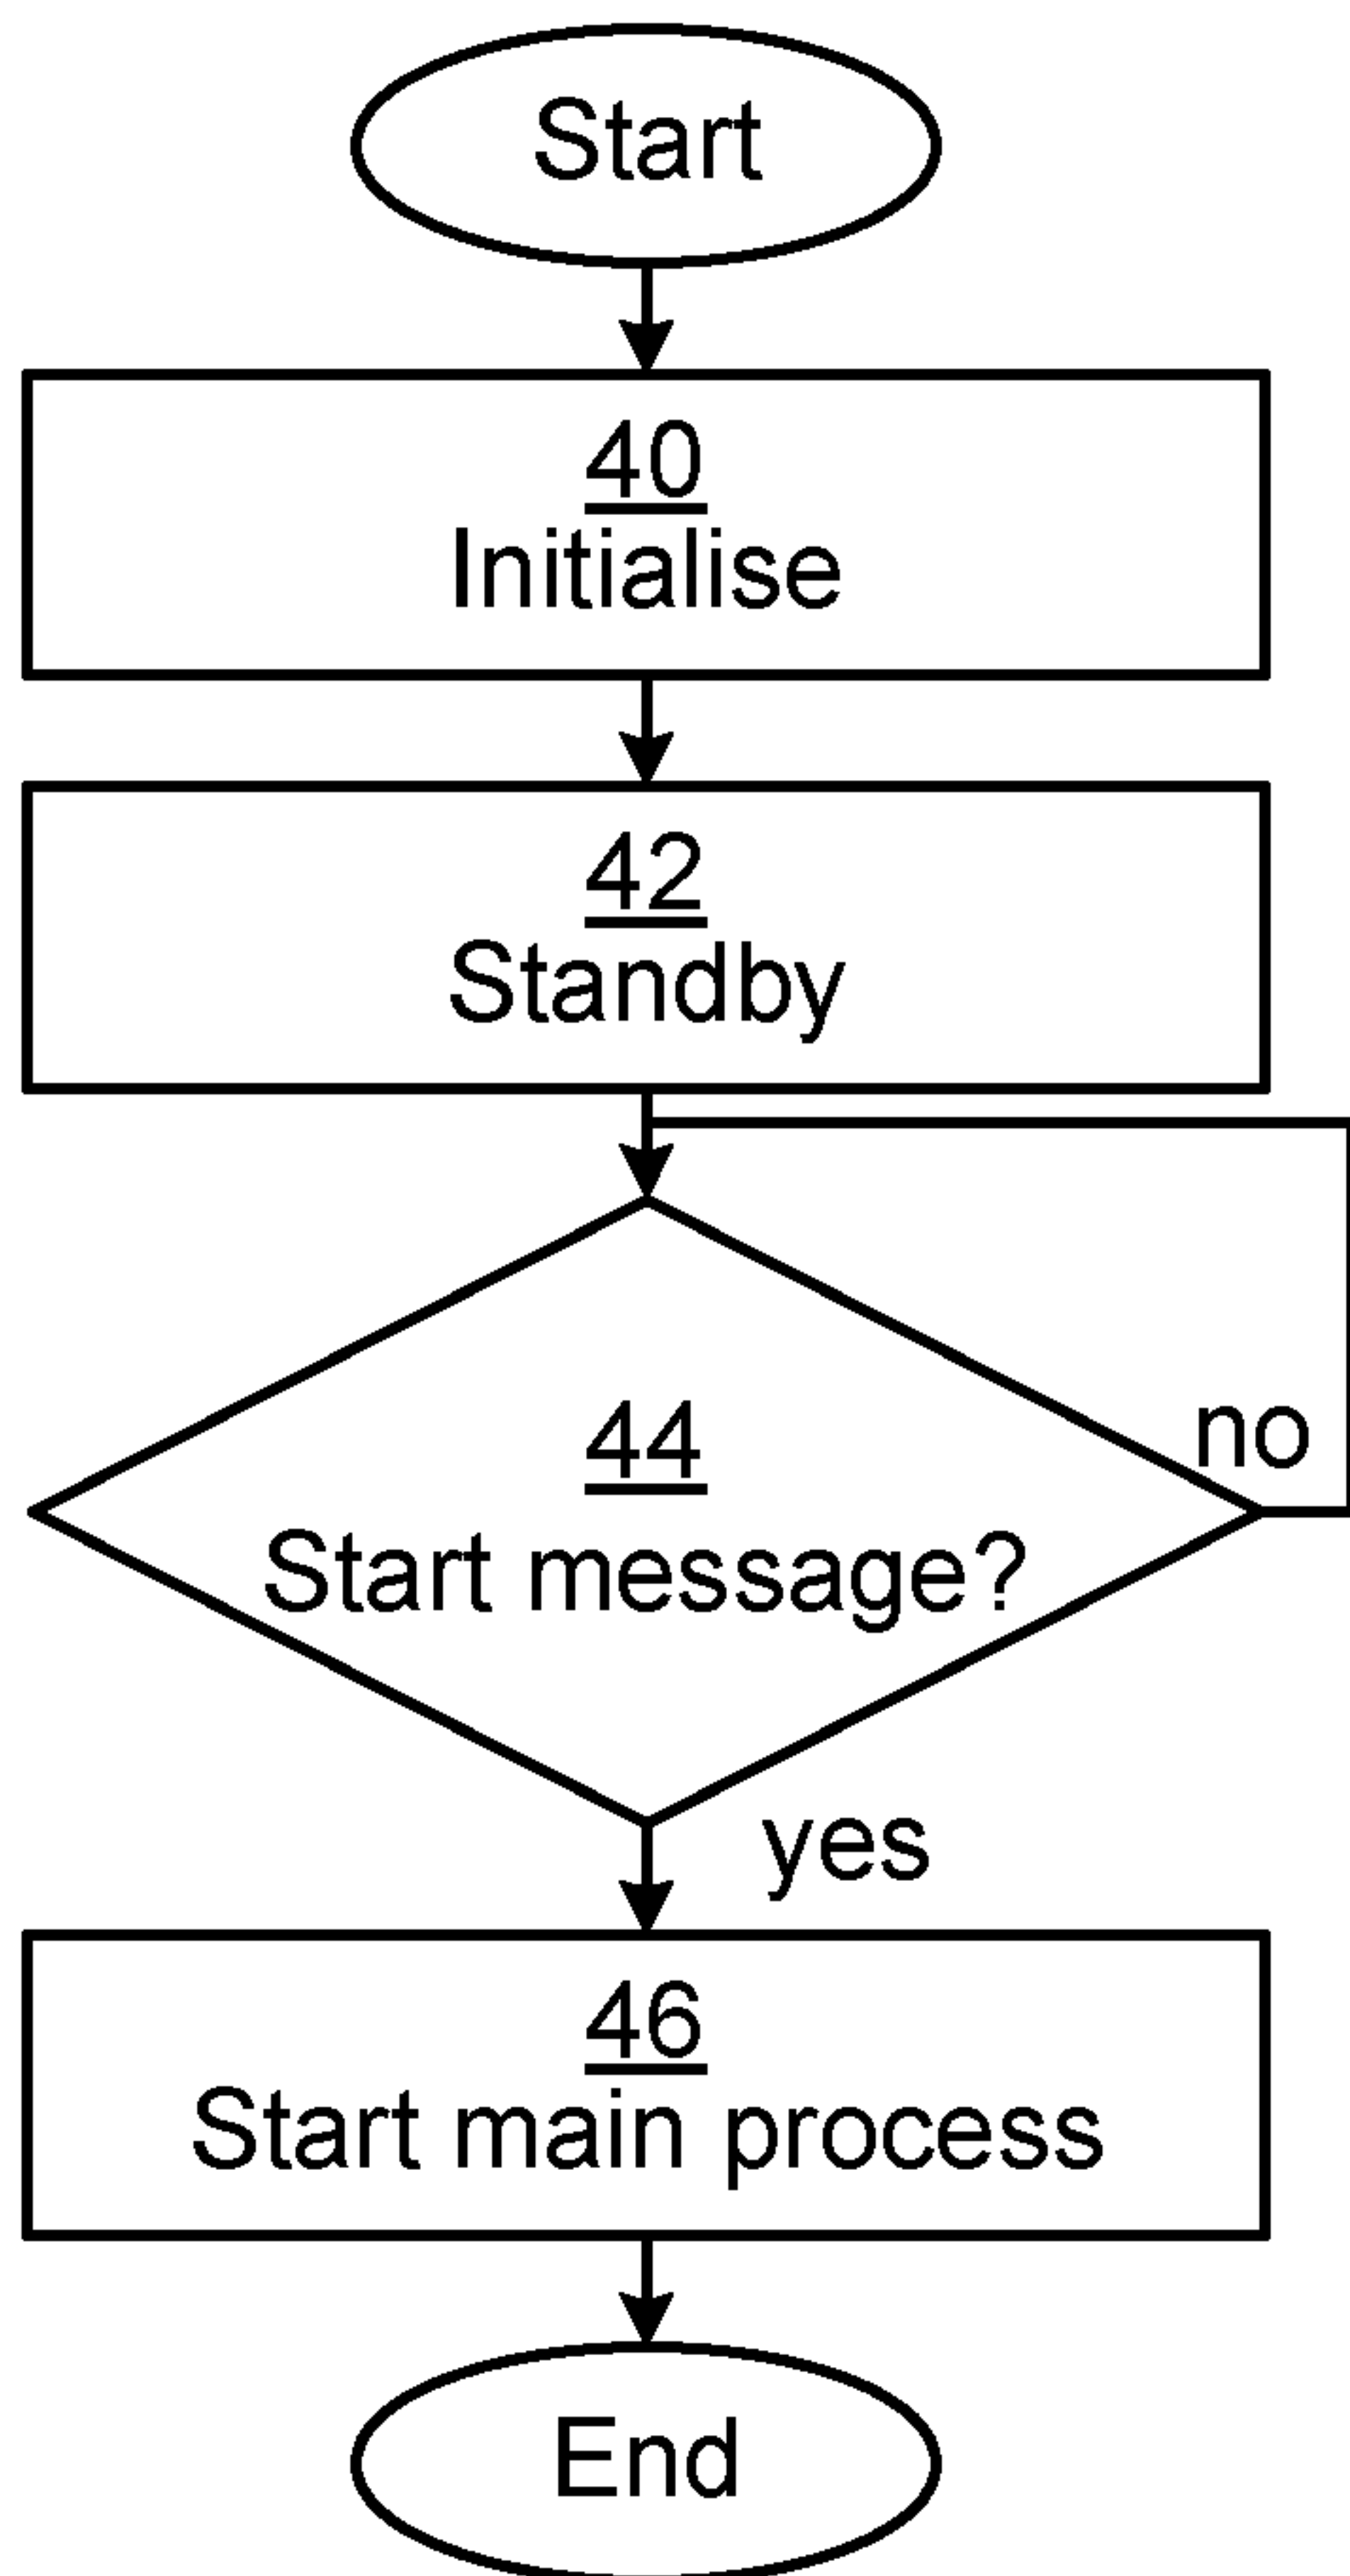 Start
40
Initialise
42
Standby
44
Start message?
no
yes
46
Start main process
End